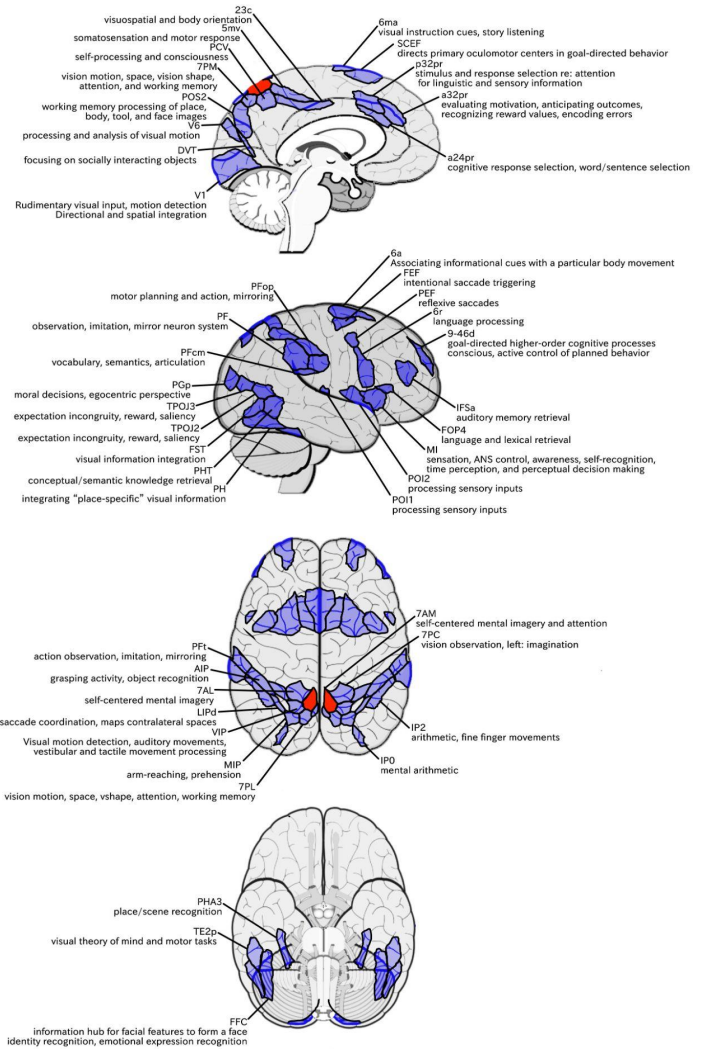 23c
visuospatial and body orientation
5mv
somatosensation and motor response
PCV
self-processing and consciousness
7PM
vision motion, space, vision shape,
attention, and working memory
POS2
working memory processing of place,
body, tool, and face images
V6
processing and analysis of visual motion
DVT
focusing on socially interacting objects
V1
Rudimentary visual input, motion detection
Directional and spatial integration
6ma
visual instruction cues, story listening
SCEF
directs primary oculomotor centers in goal-directed behavior
p32pr
stimulus and response selection re: attention
for linguistic and sensory information
a32pr
evaluating motivation, anticipating outcomes,
recognizing reward values, encoding errors
a24pr
cognitive response selection, word/sentence selection
PFop
motor planning and action, mirroring
PF
observation, imitation, mirror neuron system
PFcm
vocabulary, semantics, articulation
PGp
moral decisions, egocentric perspective
TPOJ3
expectation incongruity, reward, saliency
TPOJ2
expectation incongruity, reward, saliency
FST
visual information integration
PHT
conceptual/semantic knowledge retrieval
PH
integrating “place-specific” visual information
6a
Associating informational cues with a particular body movement
FEF
intentional saccade triggering
PEF
reflexive saccades
6r
language processing
9-46d
goal-directed higher-order cognitive processes
conscious, active control of planned behavior
IFSa
auditory memory retrieval
FOP4
language and lexical retrieval
MI
sensation, ANS control, awareness, self-recognition,
time perception, and perceptual decision making
POI2
processing sensory inputs
POI1
processing sensory inputs
PFt
action observation, imitation, mirroring
AIP
grasping activity, object recognition
7AL
self-centered mental imagery
LIPd
saccade coordination, maps contralateral spaces
VIP
Visual motion detection, auditory movements,
vestibular and tactile movement processing
MIP
arm-reaching, prehension
7PL
vision motion, space, vshape, attention, working memory
7AM
self-centered mental imagery and attention
7PC
vision observation, left: imagination
IP2
arithmetic, fine finger movements
IP0
mental arithmetic
PHA3
place/scene recognition
TE2p
visual theory of mind and motor tasks
FFC
information hub for facial features to form a face
identity recognition, emotional expression recognition